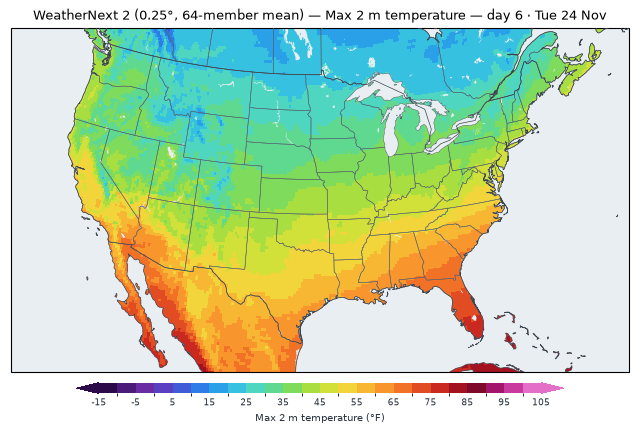 WeatherNext 2 (0.25°, 64-member mean) — Max 2 m temperature — day 6 · Tue 24 Nov
-15 -5 5 15 25 35 45 55 65 75 85 95 105
Max 2 m temperature (°F)